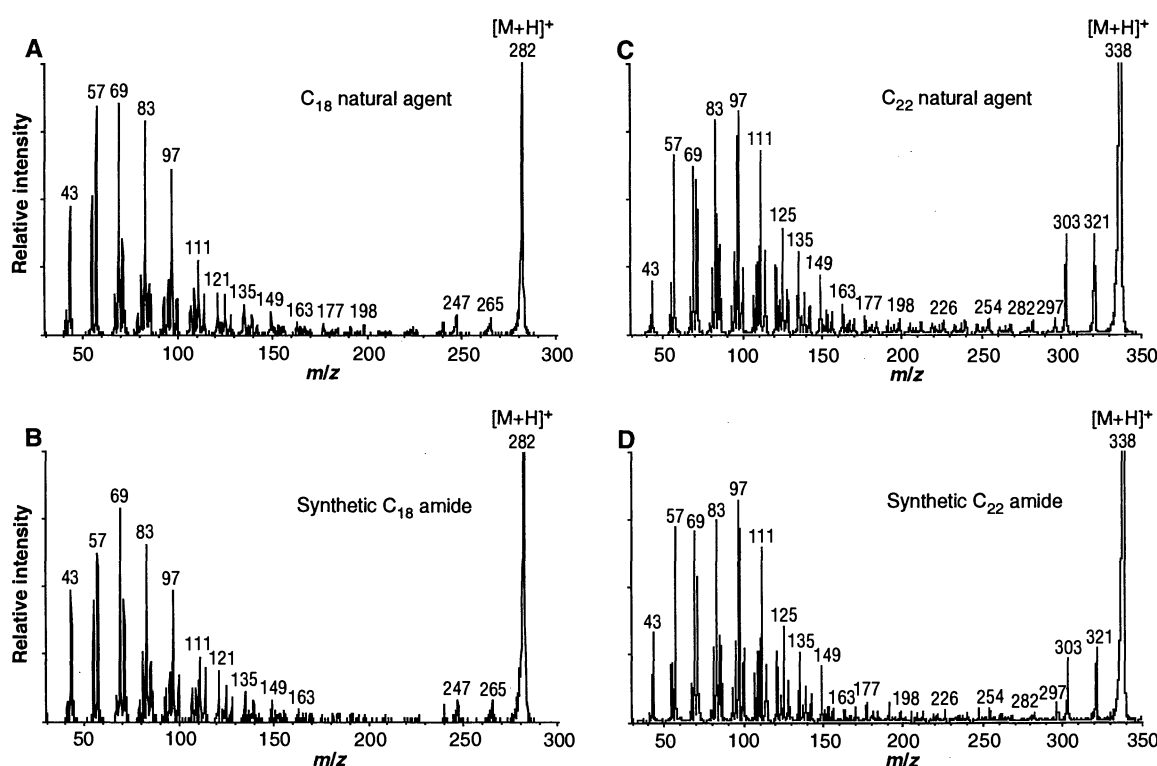 A
[M+H]+
282
C18 natural agent
57 69
83
97
43
111
121
135
149
163 177 198
247 265
Relative intensity
50 100 150 200 250 300
m/z
C
[M+H]+
338
C22 natural agent
83 97
57
69
111
125
135
149
43
163
177 198 226 254 282 297
303 321
50 100 150 200 250 300 350
m/z
B
[M+H]+
282
Synthetic C18 amide
69
57
83
43
97
111
121
135
149
163
247 265
Relative intensity
50 100 150 200 250 300
m/z
D
[M+H]+
338
Synthetic C22 amide
97
57 69 83
111
125
43
135
149
163 177 198 226 254 282 297
303 321
50 100 150 200 250 300 350
m/z